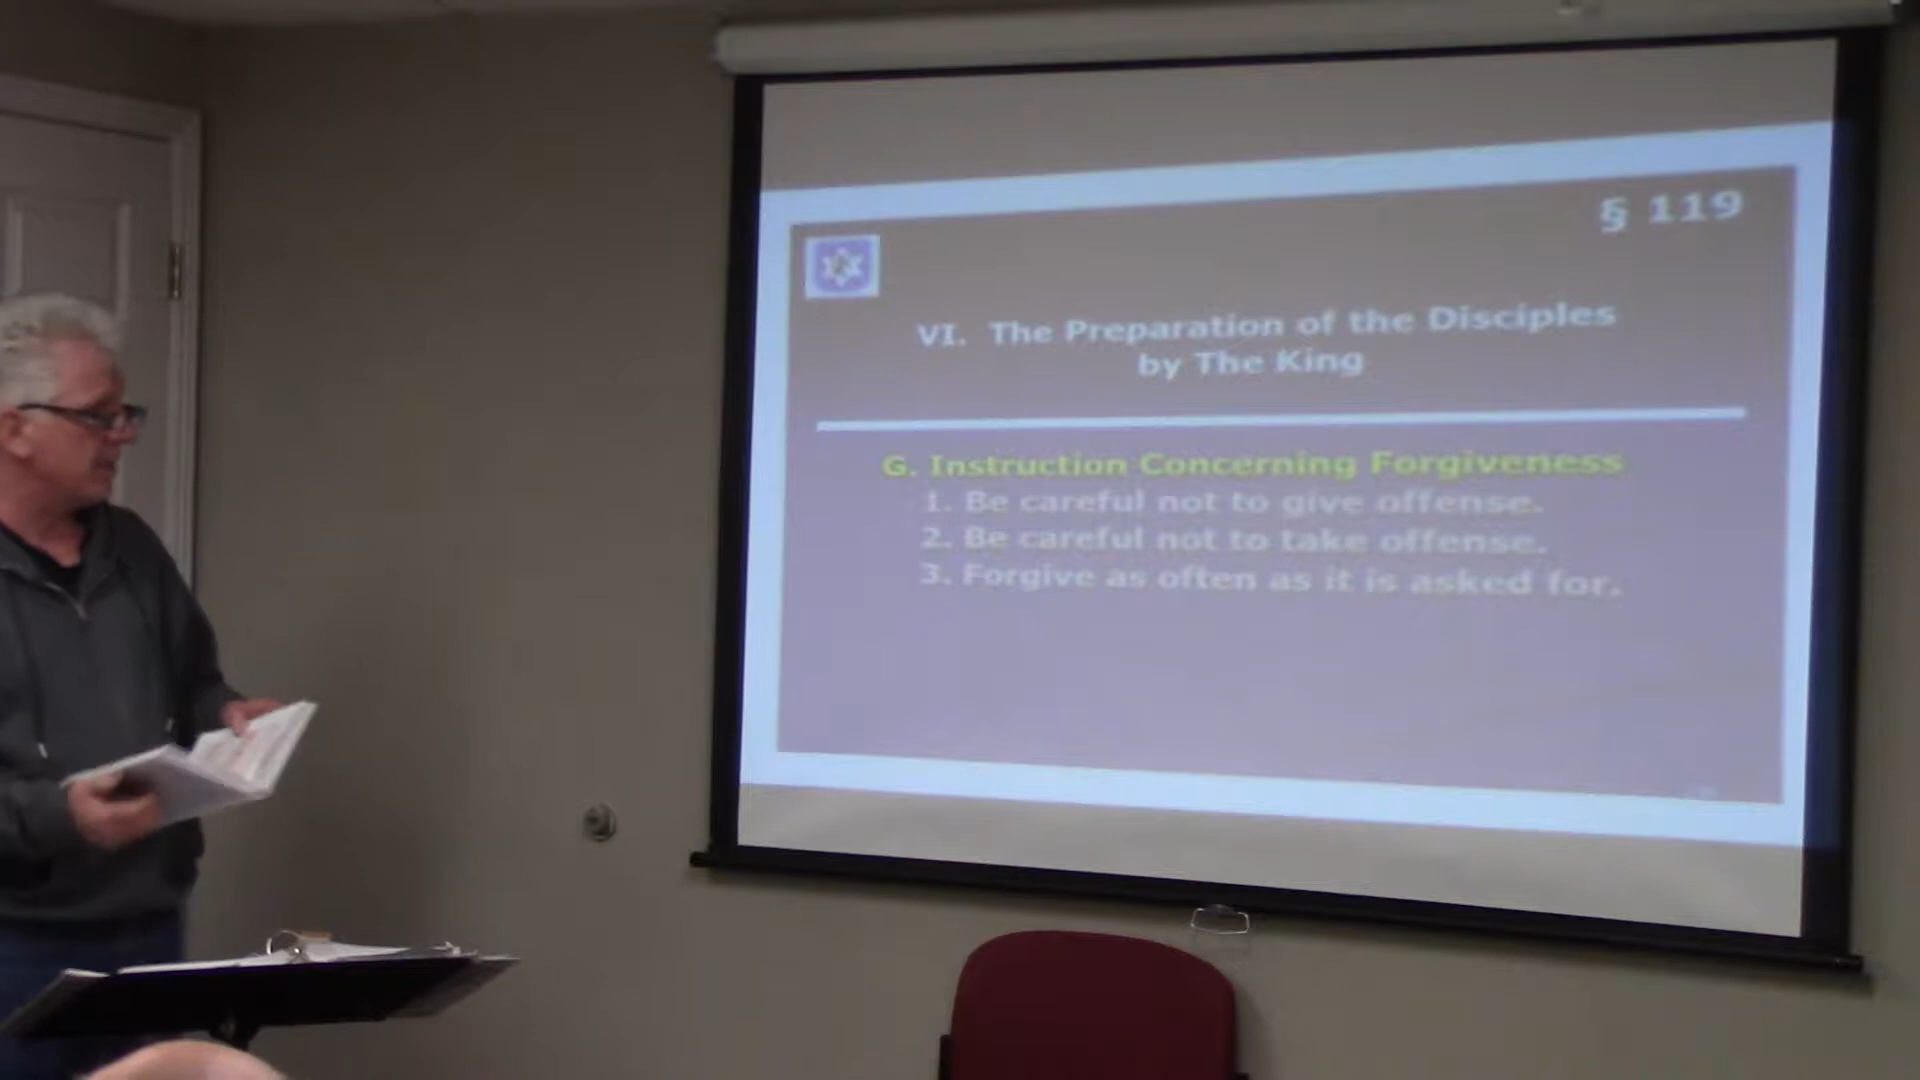 § 119
VI. The Preparation of the Disciples
by The King
G. Instruction Concerning Forgiveness
1. Be careful not to give offense.
2. Be careful not to take offense.
3. Forgive as often as it is asked for.